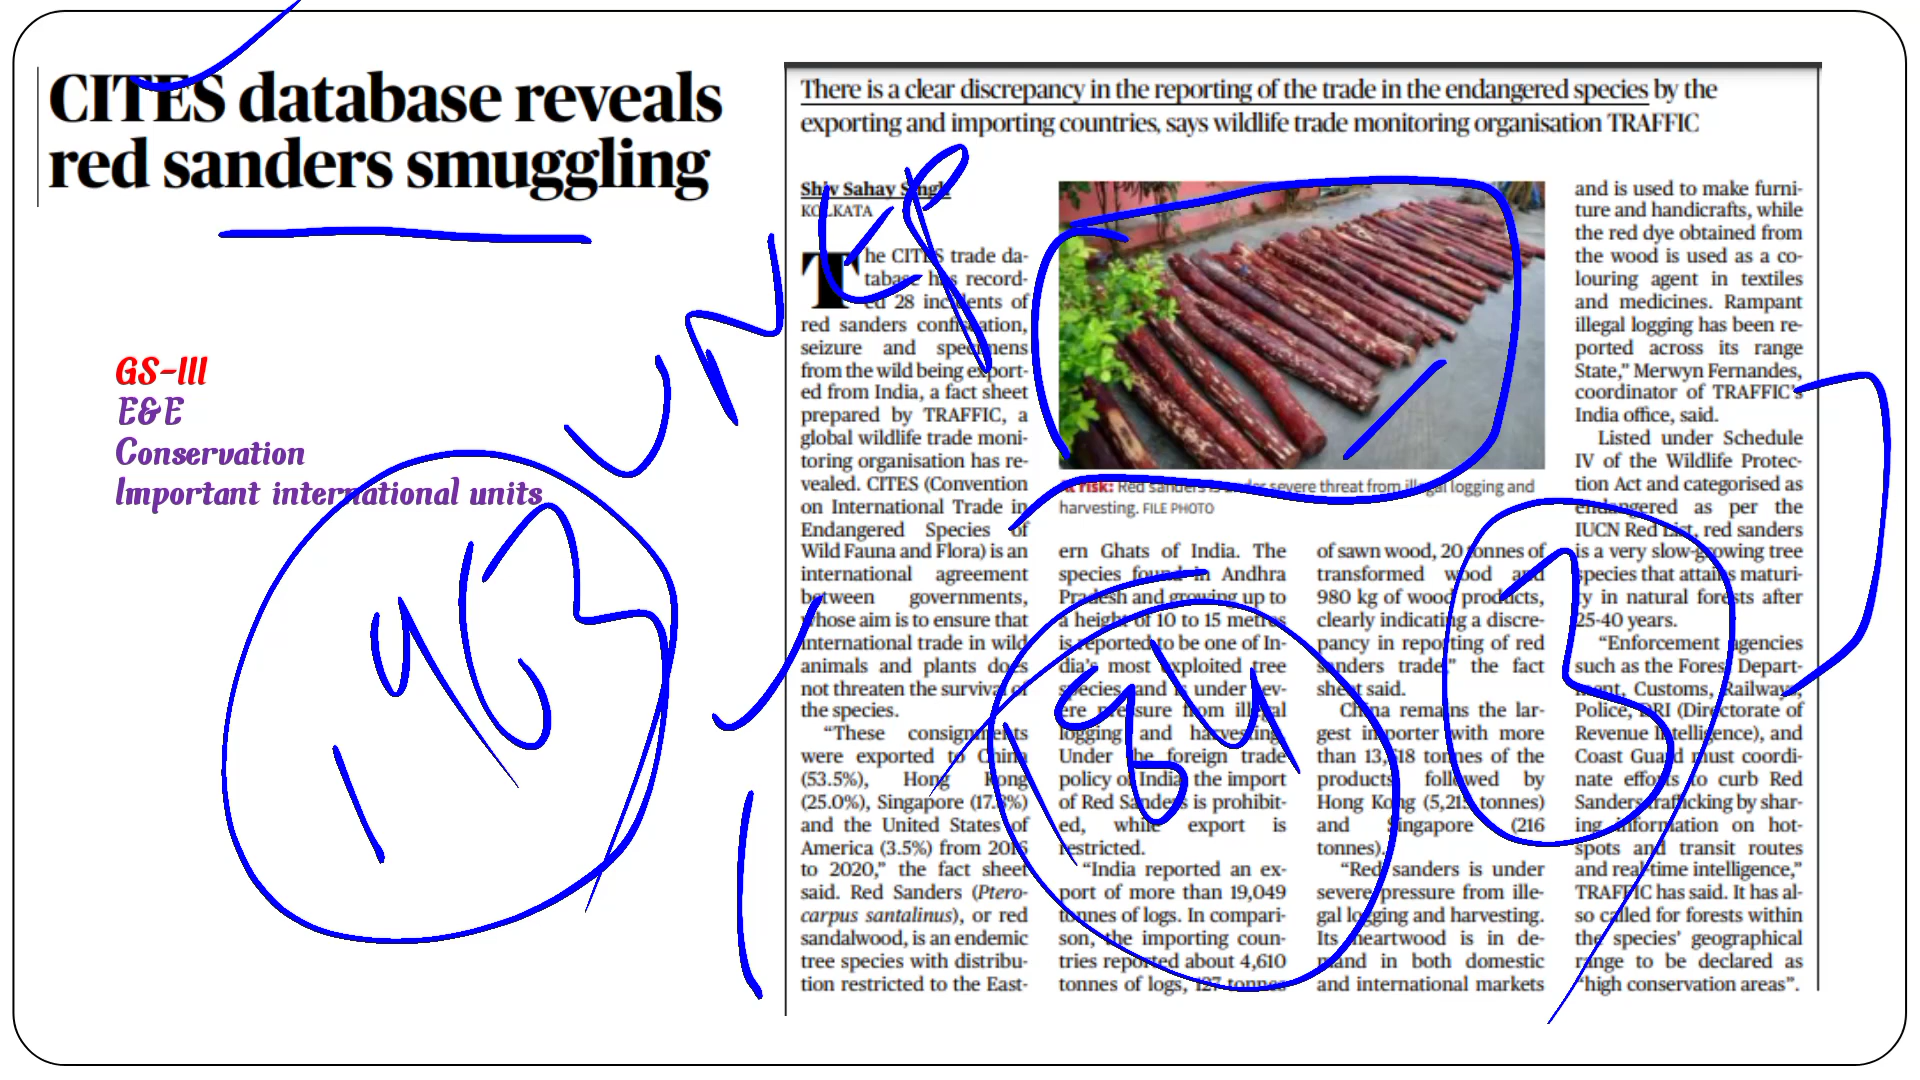 CITES database reveals
red sanders smuggling
GS-III
E&E
Conservation
Important international units
There is a clear discrepancy in the reporting of the trade in the endangered species by the
exporting and importing countries, says wildlife trade monitoring organisation TRAFFIC
Shiv Sahay Singh
KOLKATA
The CITES trade da-
tabase has record-
ed 28 incidents of
red sanders confiscation,
seizure and specimens
from the wild being export-
ed from India, a fact sheet
prepared by TRAFFIC, a
global wildlife trade moni-
toring organisation has re-
vealed. CITES (Convention
on International Trade in
Endangered Species of
Wild Fauna and Flora) is an
international agreement
between governments,
whose aim is to ensure that
international trade in wild
animals and plants does
not threaten the survival of
the species.
“These consignments
were exported to China
(53.5%), Hong Kong
(25.0%), Singapore (17.8%)
and the United States of
America (3.5%) from 2016
to 2020,” the fact sheet
said. Red Sanders (Ptero-
carpus santalinus), or red
sandalwood, is an endemic
tree species with distribu-
tion restricted to the East-
At risk: Red sanders is under severe threat from illegal logging and
harvesting. FILE PHOTO
ern Ghats of India. The
species found in Andhra
Pradesh and growing up to
a height of 10 to 15 metres
is reported to be one of In-
dia’s most exploited tree
species and is under sev-
ere pressure from illegal
logging and harvesting.
Under the foreign trade
policy of India, the import
of Red Sanders is prohibit-
ed, while export is
restricted.
“India reported an ex-
port of more than 19,049
tonnes of logs. In compari-
son, the importing coun-
tries reported about 4,610
tonnes of logs, 127 tonnes
of sawn wood, 20 tonnes of
transformed wood and
980 kg of wood products,
clearly indicating a discre-
pancy in reporting of red
sanders trade,” the fact
sheet said.
China remains the lar-
gest importer with more
than 13,618 tonnes of the
products, followed by
Hong Kong (5,215 tonnes)
and Singapore (216
tonnes).
“Red sanders is under
severe pressure from ille-
gal logging and harvesting.
Its heartwood is in de-
mand in both domestic
and international markets
and is used to make furni-
ture and handicrafts, while
the red dye obtained from
the wood is used as a co-
louring agent in textiles
and medicines. Rampant
illegal logging has been re-
ported across its range
State,” Merwyn Fernandes,
coordinator of TRAFFIC’s
India office, said.
Listed under Schedule
IV of the Wildlife Protec-
tion Act and categorised as
endangered as per the
IUCN Red List, red sanders
is a very slow-growing tree
species that attains maturi-
ty in natural forests after
25-40 years.
“Enforcement agencies
such as the Forest Depart-
ment, Customs, Railways,
Police, DRI (Directorate of
Revenue Intelligence), and
Coast Guard must coordi-
nate efforts to curb Red
Sanders trafficking by shar-
ing information on hot-
spots and transit routes
and real-time intelligence,”
TRAFFIC has said. It has al-
so called for forests within
the species’ geographical
range to be declared as
“high conservation areas”.
UNEP
1963